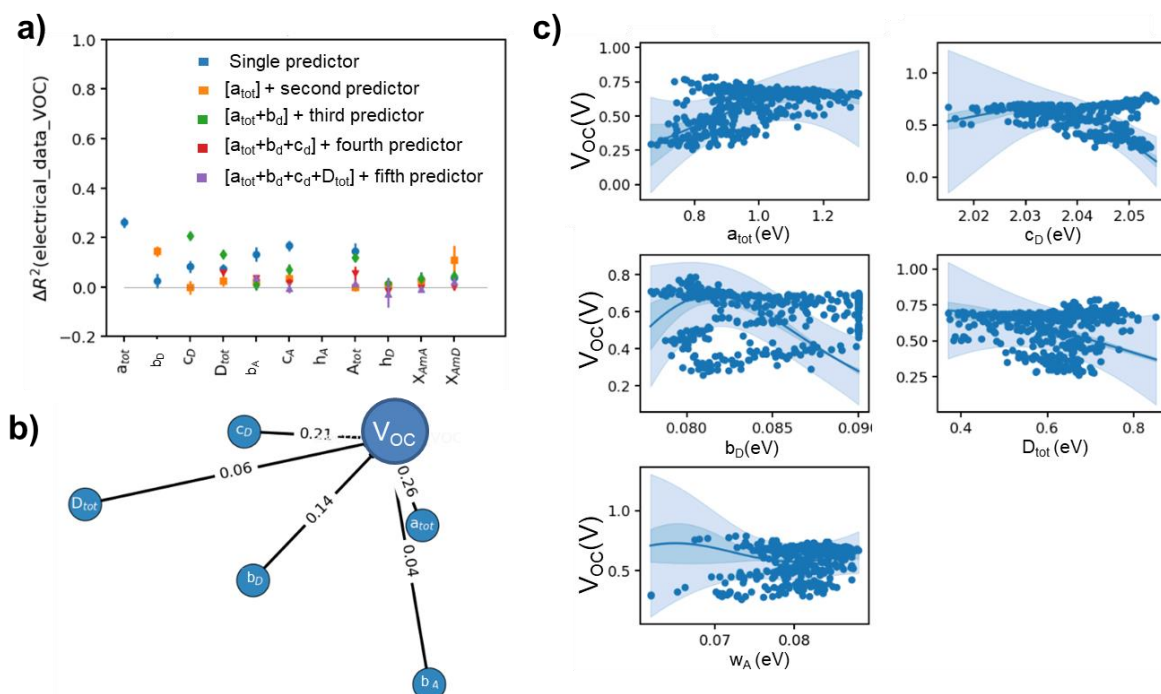 a)
ΔR²(electrical_data_VOC)
1.0
0.8
0.6
0.4
0.2
0.0
−0.2
Single predictor
[a_tot] + second predictor
[a_tot+b_d] + third predictor
[a_tot+b_d+c_d] + fourth predictor
[a_tot+b_d+c_d+D_tot] + fifth predictor
a_tot
b_D
c_D
D_tot
b_A
c_A
h_A
A_tot
h_D
X_AmA
X_AmD
b)
c_D
0.21
V_OC
0.06
D_tot
0.14
0.26
a_tot
b_D
0.04
b_A
c)
V_OC(V)
1.00
0.75
0.50
0.25
0.00
0.8 1.0 1.2
a_tot (eV)
1.0
0.5
0.0
2.02 2.03 2.04 2.05
c_D (eV)
V_OC(V)
0.8
0.6
0.4
0.2
0.080 0.085 0.090
b_D(eV)
1.00
0.75
0.50
0.25
0.4 0.6 0.8
D_tot (eV)
V_OC(V)
1.0
0.5
0.07 0.08
w_A (eV)